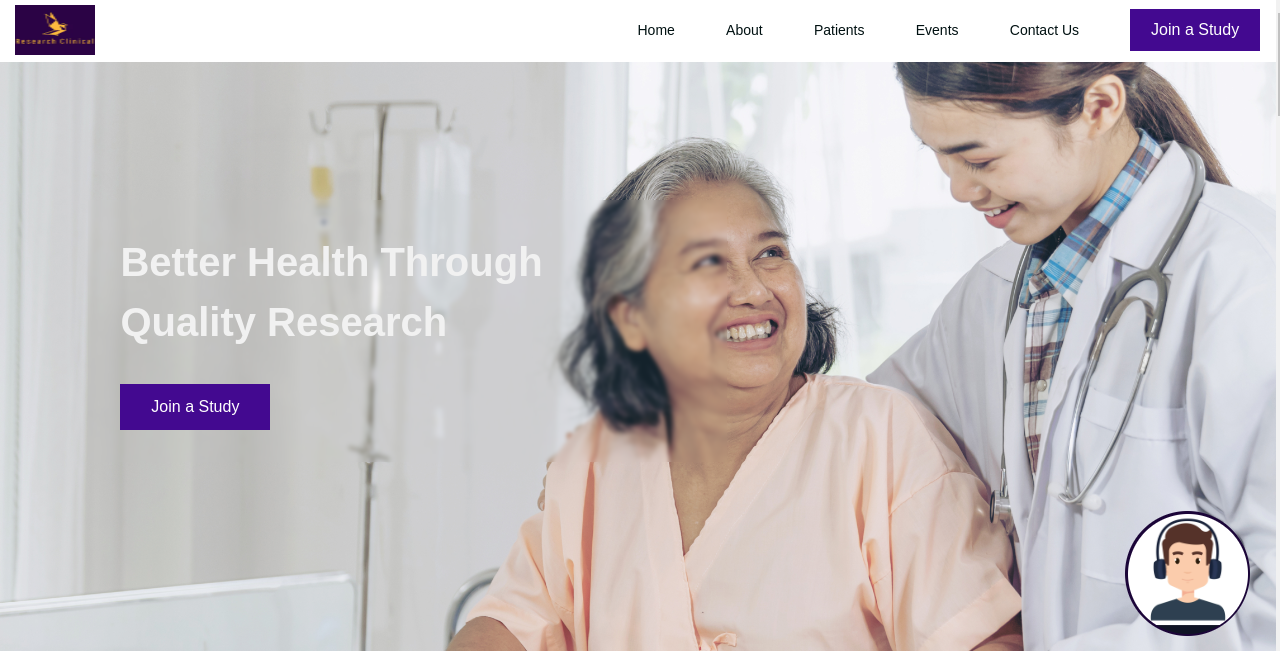 Research Clinical
Home
About
Patients
Events
Contact Us
Join a Study
Better Health Through
Quality Research
Join a Study